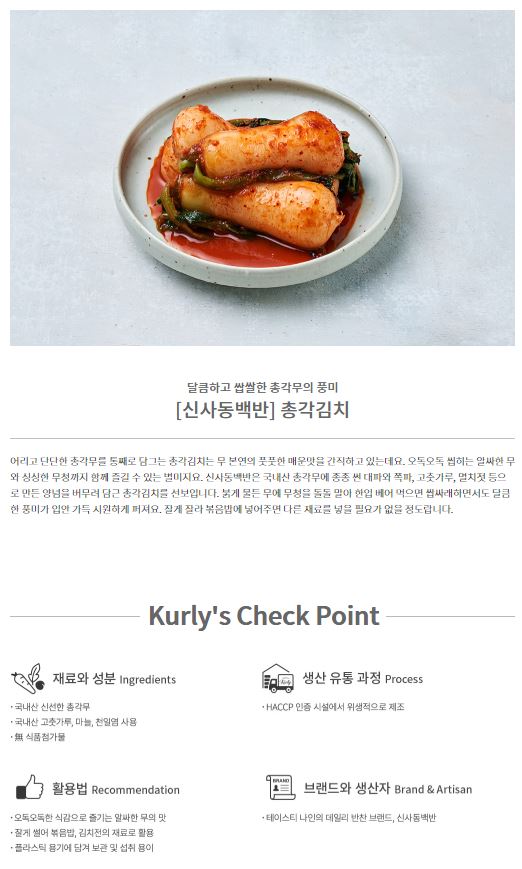 달큼하고 쌉쌀한 총각무의 풍미
[신사동백반] 총각김치
어리고 단단한 총각무를 통째로 담그는 총각김치는 무 본연의 풋풋한 매운맛을 간직하고 있는데요. 오독오독 씹히는 알싸한 무
와 싱싱한 무청까지 함께 즐길 수 있는 별미지요. 신사동백반은 국내산 총각무에 종종 썬 대파와 쪽파, 고춧가루, 멸치젓 등으
로 만든 양념을 버무려 담근 총각김치를 선보입니다. 붉게 물든 무에 무청을 돌돌 말아 한입 베어 먹으면 쌉싸래하면서도 달큼
한 풍미가 입안 가득 시원하게 퍼져요. 잘게 잘라 볶음밥에 넣어주면 다른 재료를 넣을 필요가 없을 정도랍니다.
Kurly's Check Point
재료와 성분 Ingredients
· 국내산 신선한 총각무
· 국내산 고춧가루, 마늘, 천일염 사용
· 無 식품첨가물
Kurly
생산 유통 과정 Process
· HACCP 인증 시설에서 위생적으로 제조
활용법 Recommendation
· 오독오독한 식감으로 즐기는 알싸한 무의 맛
· 잘게 썰어 볶음밥, 김치전의 재료로 활용
· 플라스틱 용기에 담겨 보관 및 섭취 용이
BRAND
브랜드와 생산자 Brand & Artisan
· 테이스티 나인의 데일리 반찬 브랜드, 신사동백반